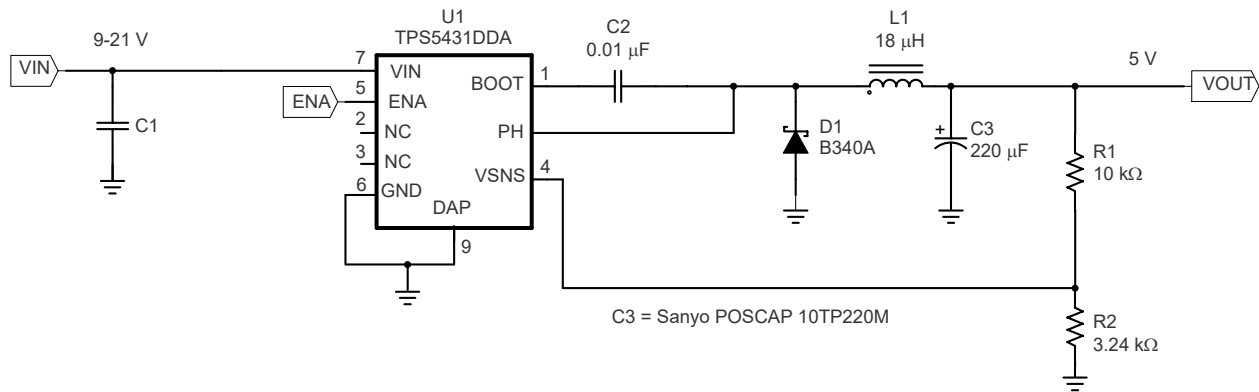 U1
TPS5431DDA
C2
0.01 μF
L1
18 μH
9-21 V
5 V
VIN
7
VIN
BOOT
1
VOUT
ENA
5
ENA
C1
2
NC
PH
D1
B340A
+
C3
220 μF
3
NC
VSNS
4
R1
10 kΩ
6
GND
DAP
9
C3 = Sanyo POSCAP 10TP220M
R2
3.24 kΩ